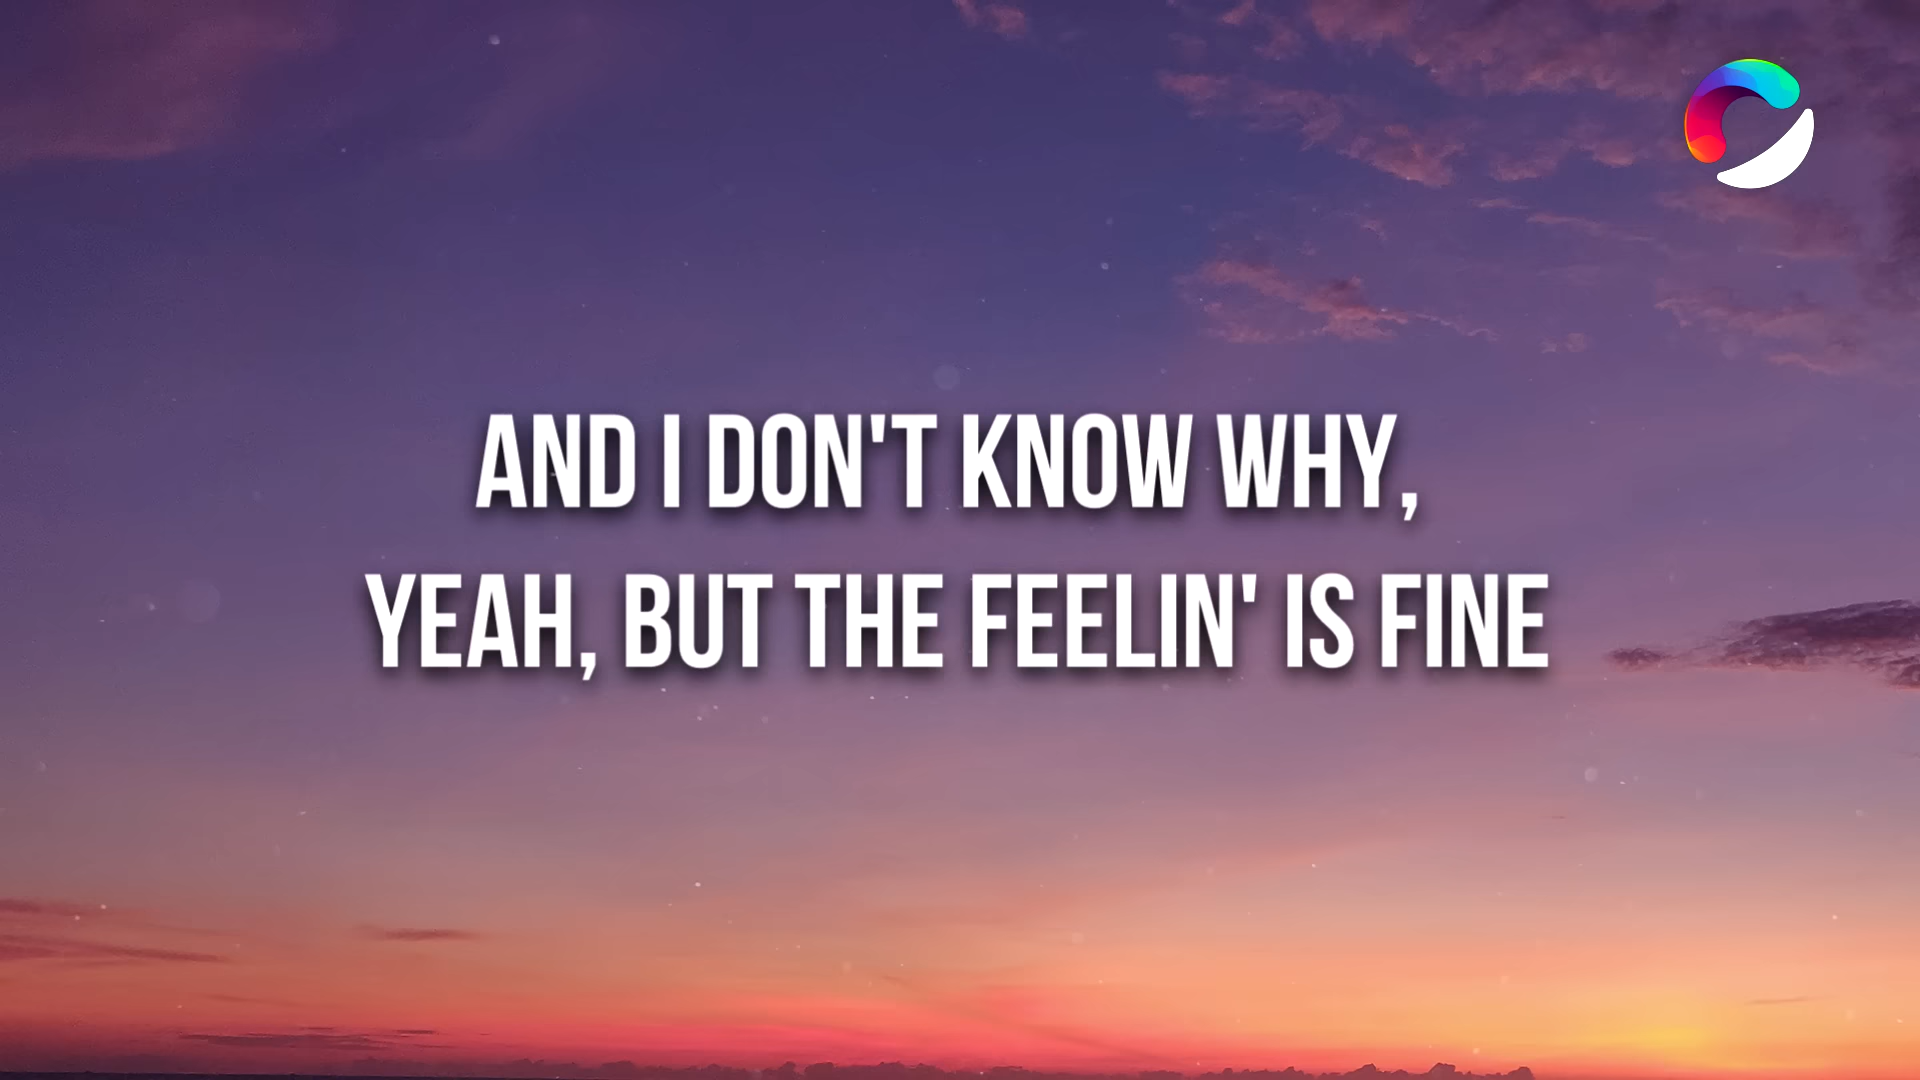 AND I DON'T KNOW WHY,
YEAH, BUT THE FEELIN' IS FINE